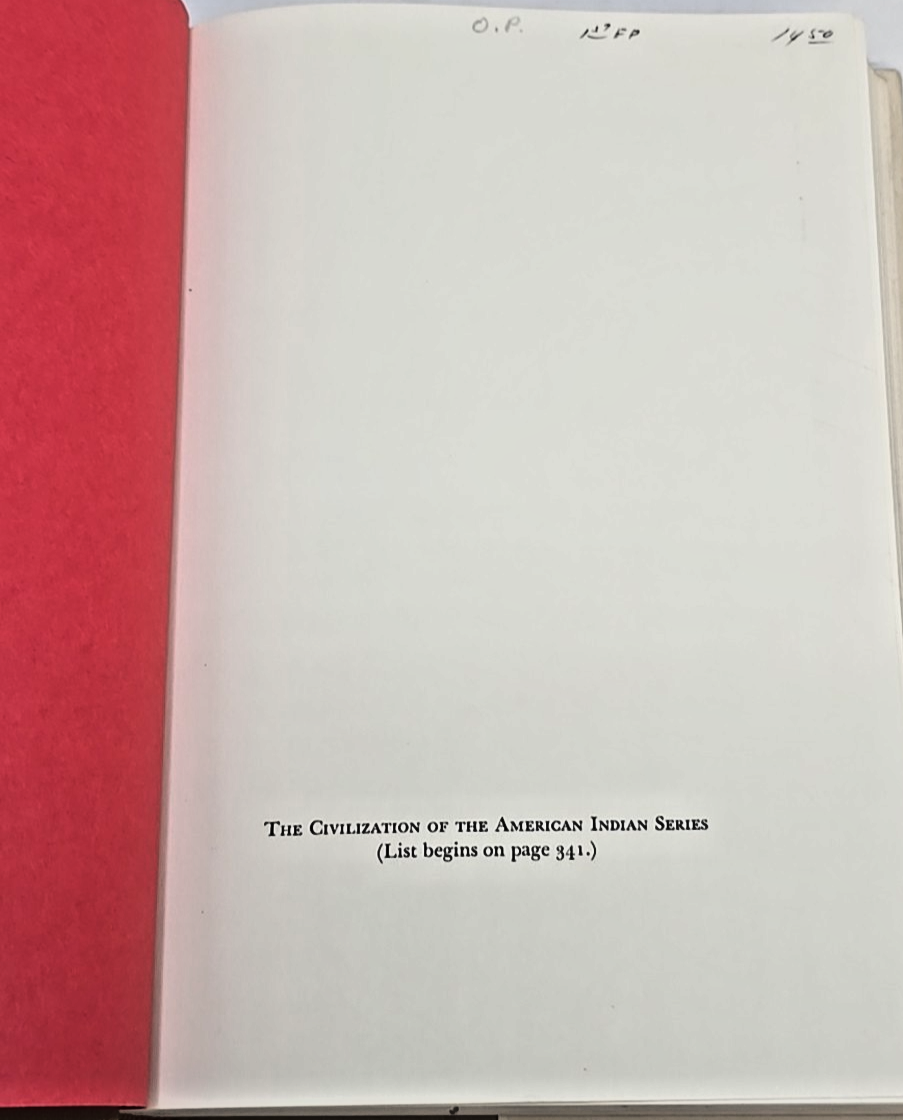 O.P. 1st FP 14 50
The Civilization of the American Indian Series
(List begins on page 341.)